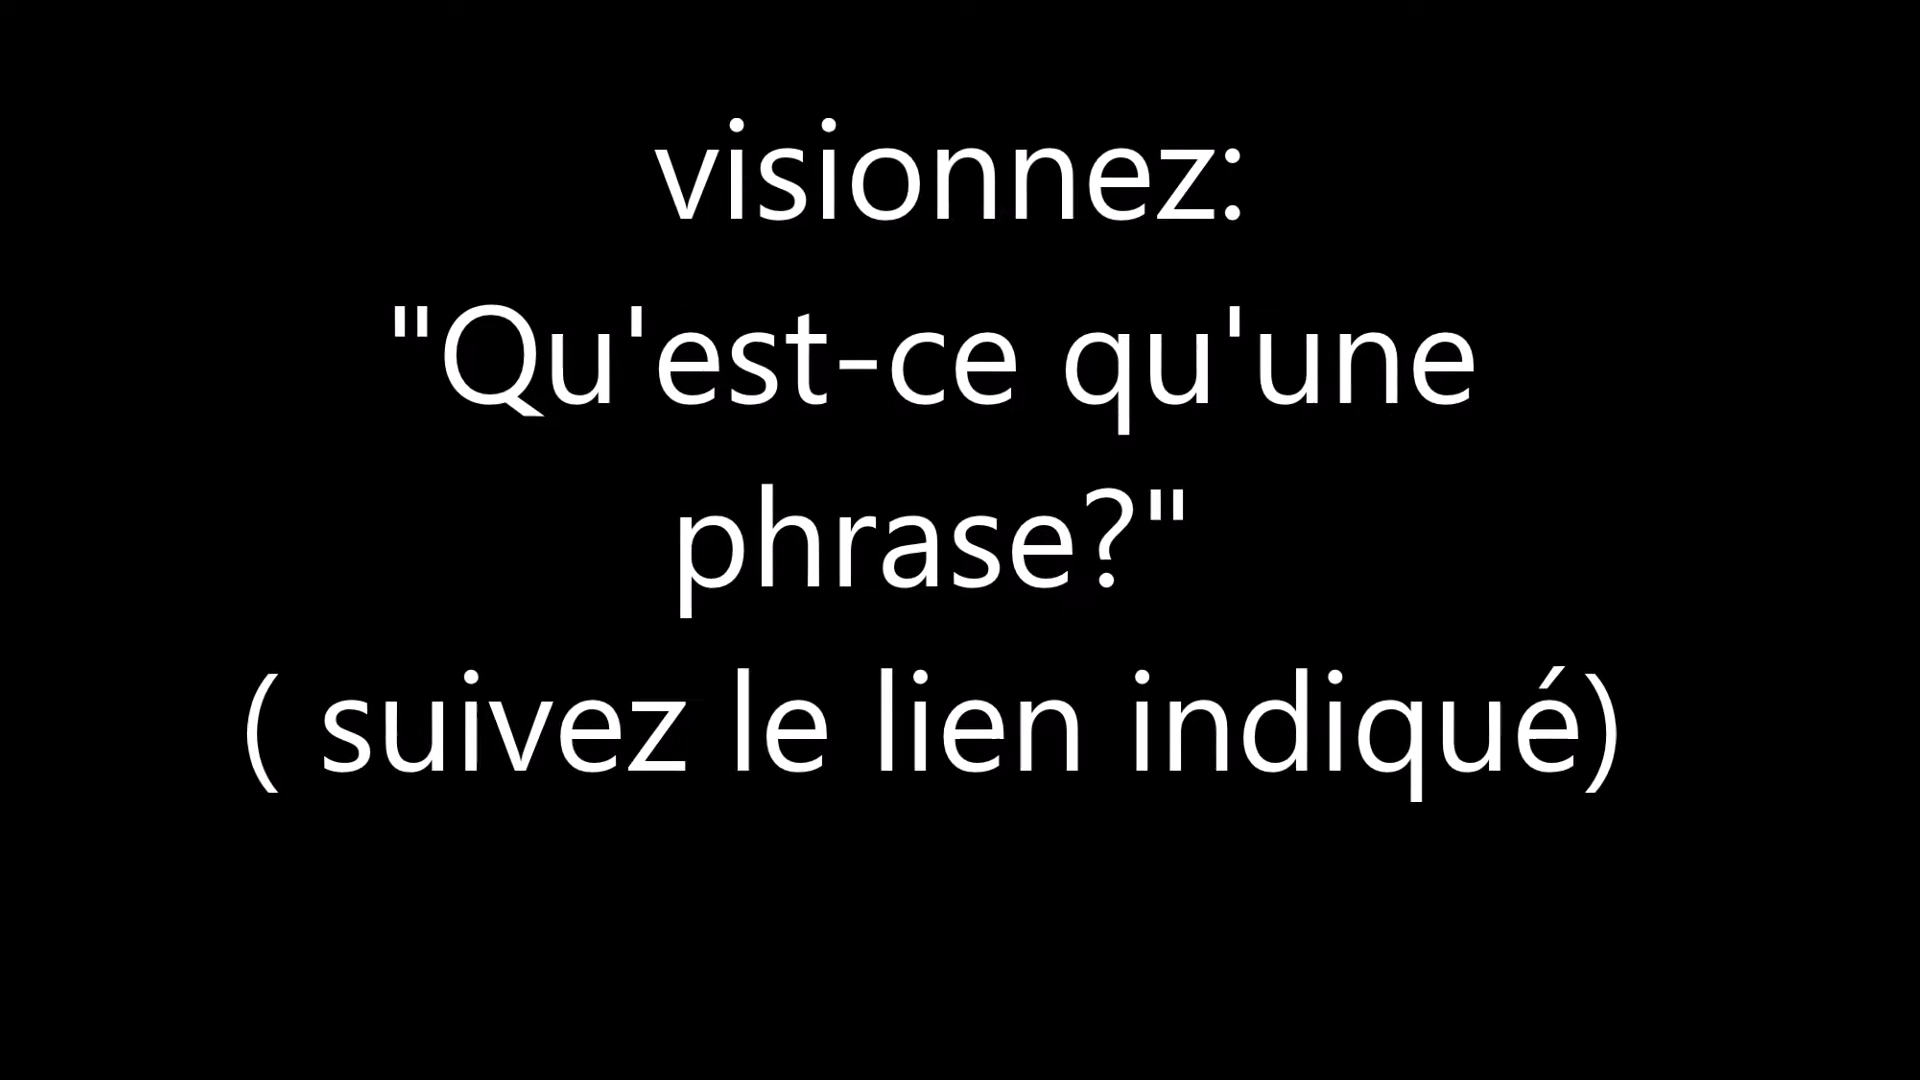 visionnez:
"Qu'est-ce qu'une
phrase?"
( suivez le lien indiqué)